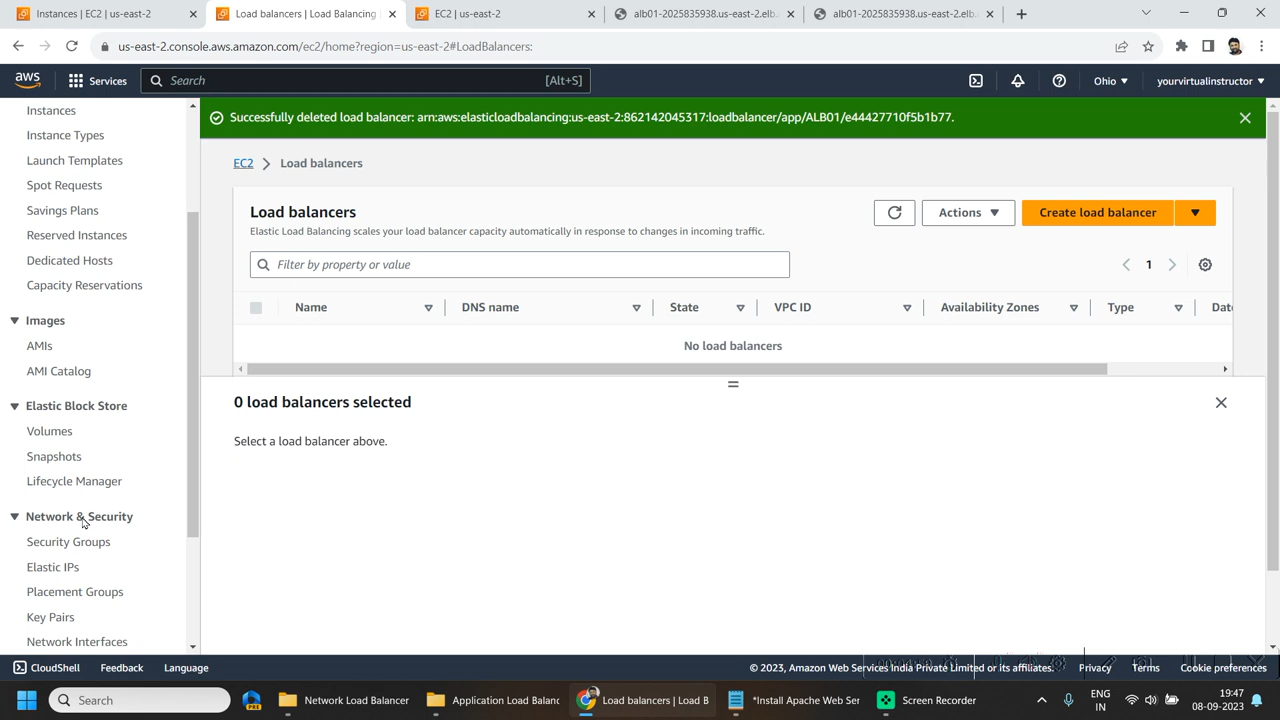 Instances | EC2 | us-east-2
Load balancers | Load Balancing
EC2 | us-east-2
alb01-2025835938.us-east-2.elb.
alb01-2025835938.us-east-2.elb.
us-east-2.console.aws.amazon.com/ec2/home?region=us-east-2#LoadBalancers:
aws
Services
Search
[Alt+S]
Ohio
yourvirtualinstructor
Instances
Instance Types
Launch Templates
Spot Requests
Savings Plans
Reserved Instances
Dedicated Hosts
Capacity Reservations
Images
AMIs
AMI Catalog
Elastic Block Store
Volumes
Snapshots
Lifecycle Manager
Network & Security
Security Groups
Elastic IPs
Placement Groups
Key Pairs
Network Interfaces
Successfully deleted load balancer: arn:aws:elasticloadbalancing:us-east-2:862142045317:loadbalancer/app/ALB01/e44427710f5b1b77.
EC2 > Load balancers
Load balancers
Elastic Load Balancing scales your load balancer capacity automatically in response to changes in incoming traffic.
Actions
Create load balancer
Filter by property or value
1
Name DNS name State VPC ID Availability Zones Type Date
No load balancers
0 load balancers selected
Select a load balancer above.
CloudShell Feedback Language
© 2023, Amazon Web Services India Private Limited or its affiliates.
Privacy Terms Cookie preferences
Search
PRE
Network Load Balancer
Application Load Balanc
Load balancers | Load B
*Install Apache Web Ser
Screen Recorder
ENG
IN
19:47
08-09-2023